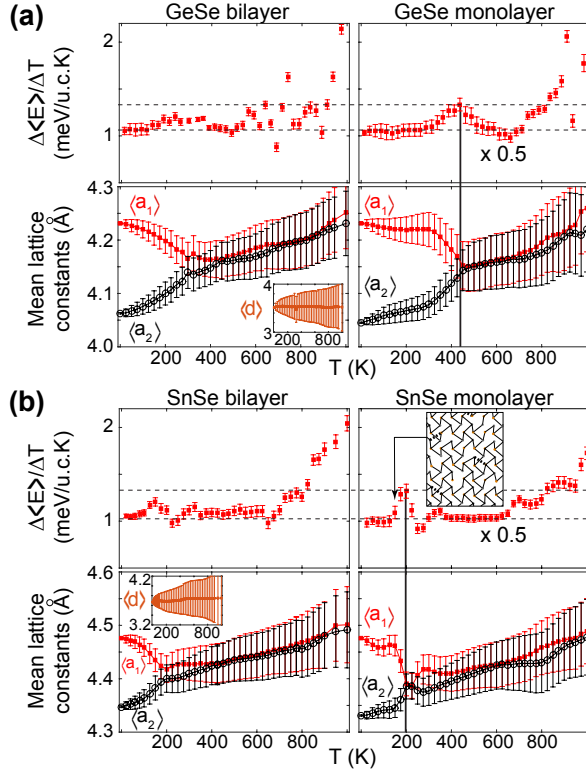 (a)
GeSe bilayer
GeSe monolayer
Δ⟨E⟩/ΔT
(meV/u.c.K)
2
1
x 0.5
Mean lattice
constants (Å)
4.3
4.2
4.1
4.0
⟨a₁⟩
⟨a₂⟩
⟨d⟩
4
3
200 800
⟨a₁⟩
⟨a₂⟩
200 400 600 800
200 400 600 800
T (K)
T (K)
(b)
SnSe bilayer
SnSe monolayer
Δ⟨E⟩/ΔT
(meV/u.c.K)
2
1
x 0.5
Mean lattice
constants (Å)
4.6
4.5
4.4
4.3
⟨d⟩
4.2
3.2
200 800
⟨a₁⟩
⟨a₂⟩
⟨a₁⟩
⟨a₂⟩
200 400 600 800
200 400 600 800
T (K)
T (K)